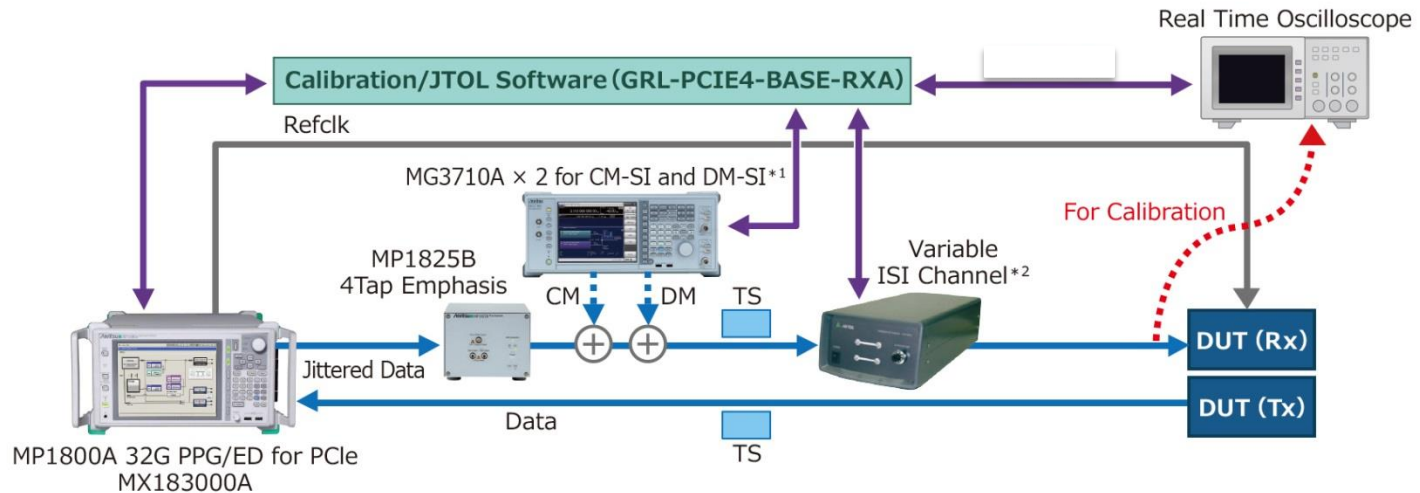 Real Time Oscilloscope
Calibration/JTOL Software (GRL-PCIE4-BASE-RXA)
Refclk
MG3710A × 2 for CM-SI and DM-SI*1
For Calibration
MP1825B
4Tap Emphasis
Variable
ISI Channel*2
CM
DM
TS
Jittered Data
DUT (Rx)
DUT (Tx)
Data
TS
MP1800A 32G PPG/ED for PCIe
MX183000A